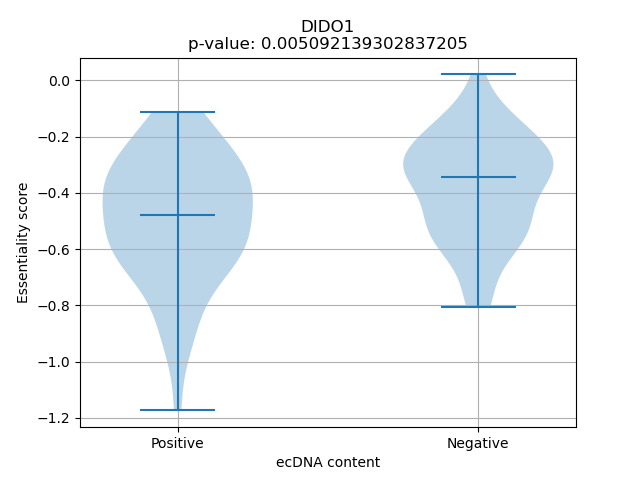 DIDO1
p-value: 0.005092139302837205
0.0
−0.2
−0.4
−0.6
−0.8
−1.0
−1.2
Essentiality score
Positive
Negative
ecDNA content